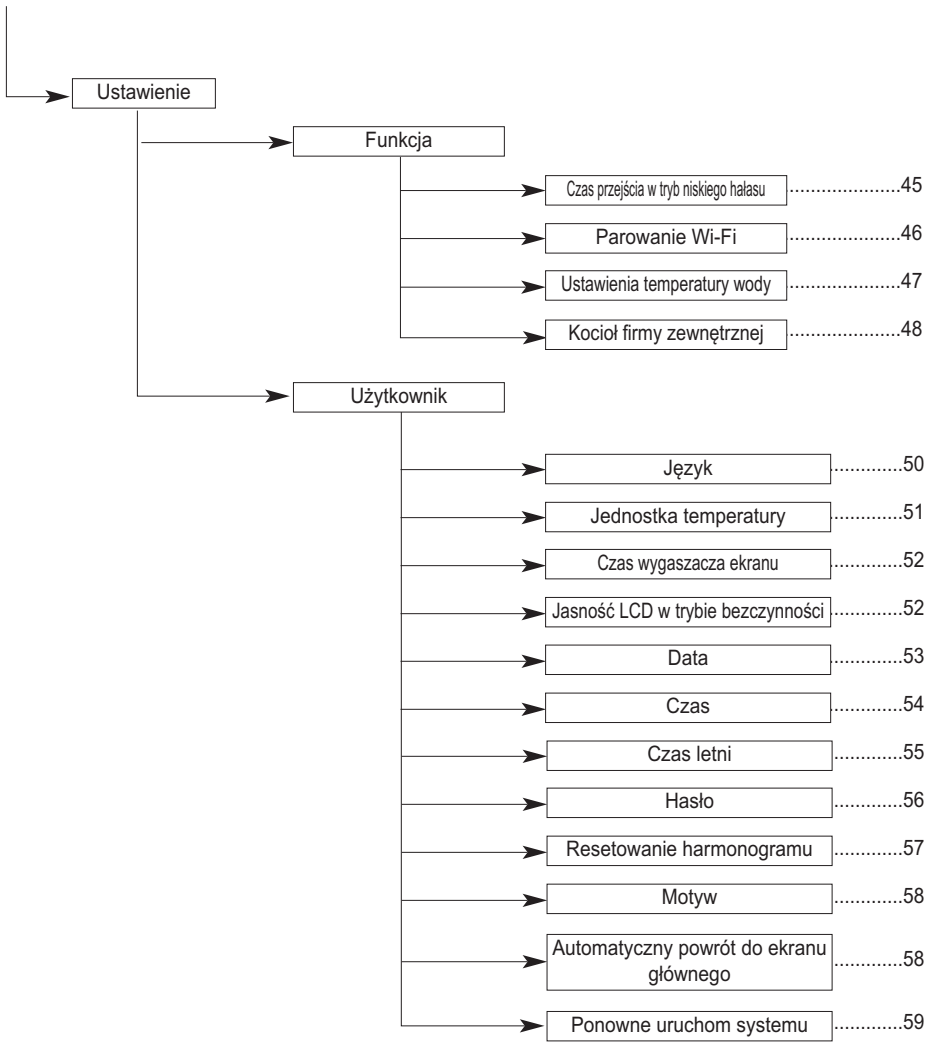 Ustawienie
Funkcja
Czas przejścia w tryb niskiego hałasu .....................45
Parowanie Wi-Fi .....................46
Ustawienia temperatury wody .....................47
Kocioł firmy zewnętrznej .....................48
Użytkownik
Język .............50
Jednostka temperatury .............51
Czas wygaszacza ekranu .............52
Jasność LCD w trybie bezczynności .............52
Data .............53
Czas .............54
Czas letni .............55
Hasło .............56
Resetowanie harmonogramu .............57
Motyw .............58
Automatyczny powrót do ekranu
głównego .............58
Ponowne uruchom systemu .............59